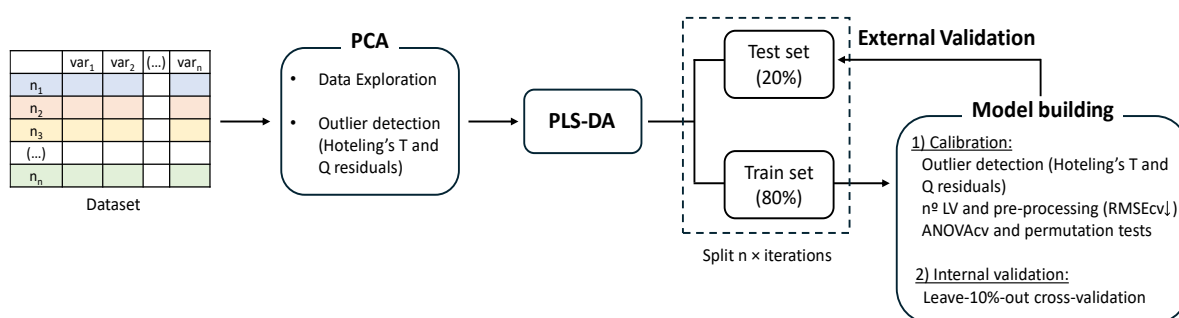 var1 var2 (...) varn
n1
n2
n3
(...)
nn
Dataset
PCA
• Data Exploration
• Outlier detection
(Hoteling's T and
Q residuals)
PLS-DA
Test set
(20%)
Train set
(80%)
Split n × iterations
External Validation
Model building
1) Calibration:
Outlier detection (Hoteling's T and
Q residuals)
nº LV and pre-processing (RMSEcv↓)
ANOVAcv and permutation tests
2) Internal validation:
Leave-10%-out cross-validation